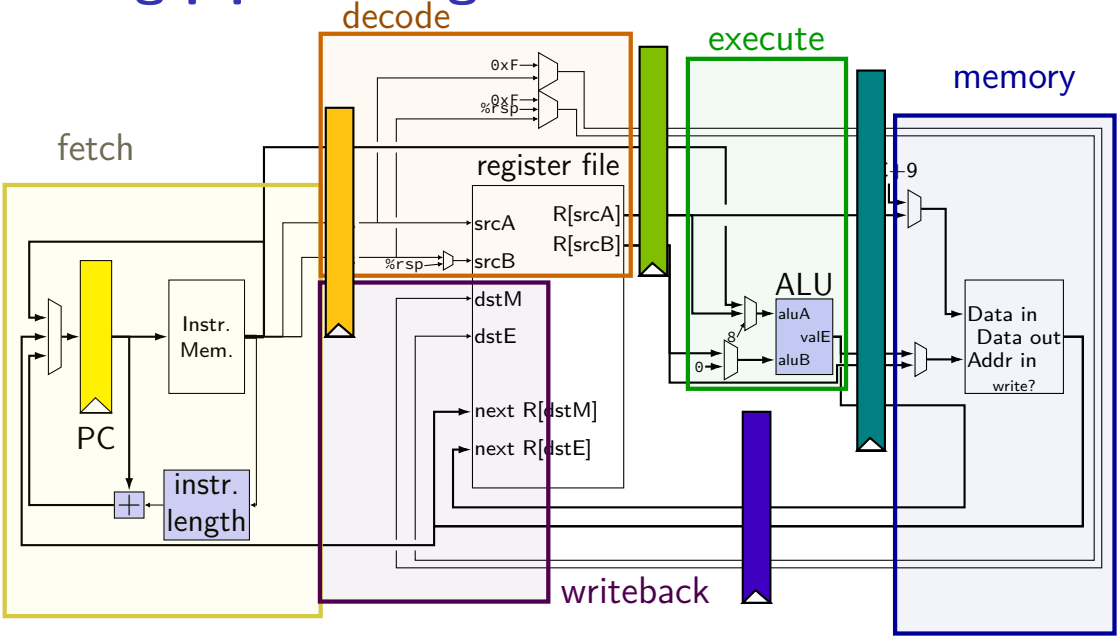 decode
execute
memory
fetch
0xF
0xF
%rsp
+9
register file
srcA
R[srcA]
R[srcB]
%rsp
srcB
dstM
dstE
ALU
aluA
8
valE
aluB
0
Instr.
Mem.
Data in
Data out
Addr in
write?
PC
next R[dstM]
next R[dstE]
+
instr.
length
writeback